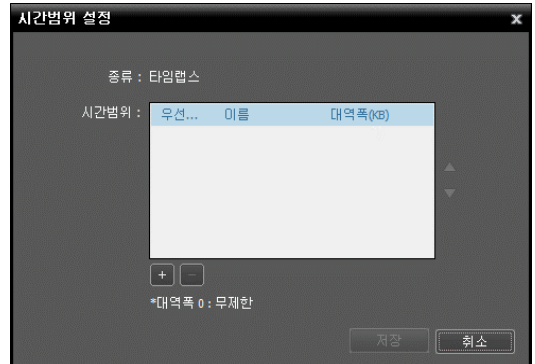 시간범위 설정 x
종류 : 타임랩스
시간범위 :
우선... 이름 대역폭(KB)
+ −
*대역폭 0 : 무제한
저장 취소